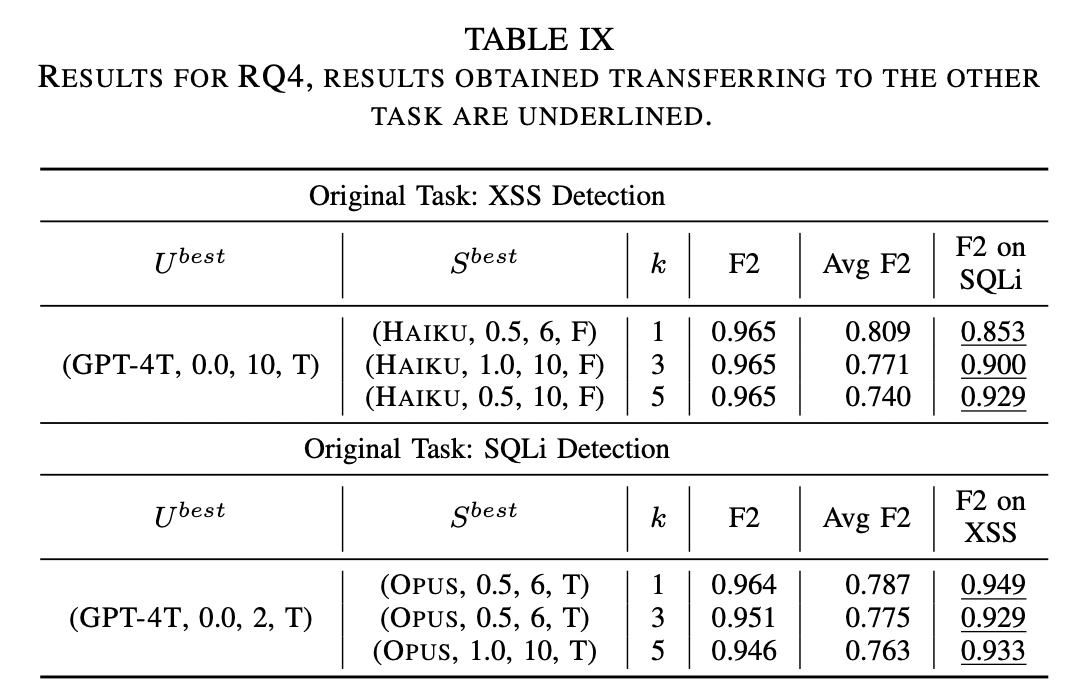 TABLE IX
RESULTS FOR RQ4, RESULTS OBTAINED TRANSFERRING TO THE OTHER
TASK ARE UNDERLINED.
Original Task: XSS Detection
U^best S^best k F2 Avg F2 F2 on SQLi
(HAIKU, 0.5, 6, F) 1 0.965 0.809 0.853
(GPT-4T, 0.0, 10, T) (HAIKU, 1.0, 10, F) 3 0.965 0.771 0.900
(HAIKU, 0.5, 10, F) 5 0.965 0.740 0.929
Original Task: SQLi Detection
U^best S^best k F2 Avg F2 F2 on XSS
(OPUS, 0.5, 6, T) 1 0.964 0.787 0.949
(GPT-4T, 0.0, 2, T) (OPUS, 0.5, 6, T) 3 0.951 0.775 0.929
(OPUS, 1.0, 10, T) 5 0.946 0.763 0.933